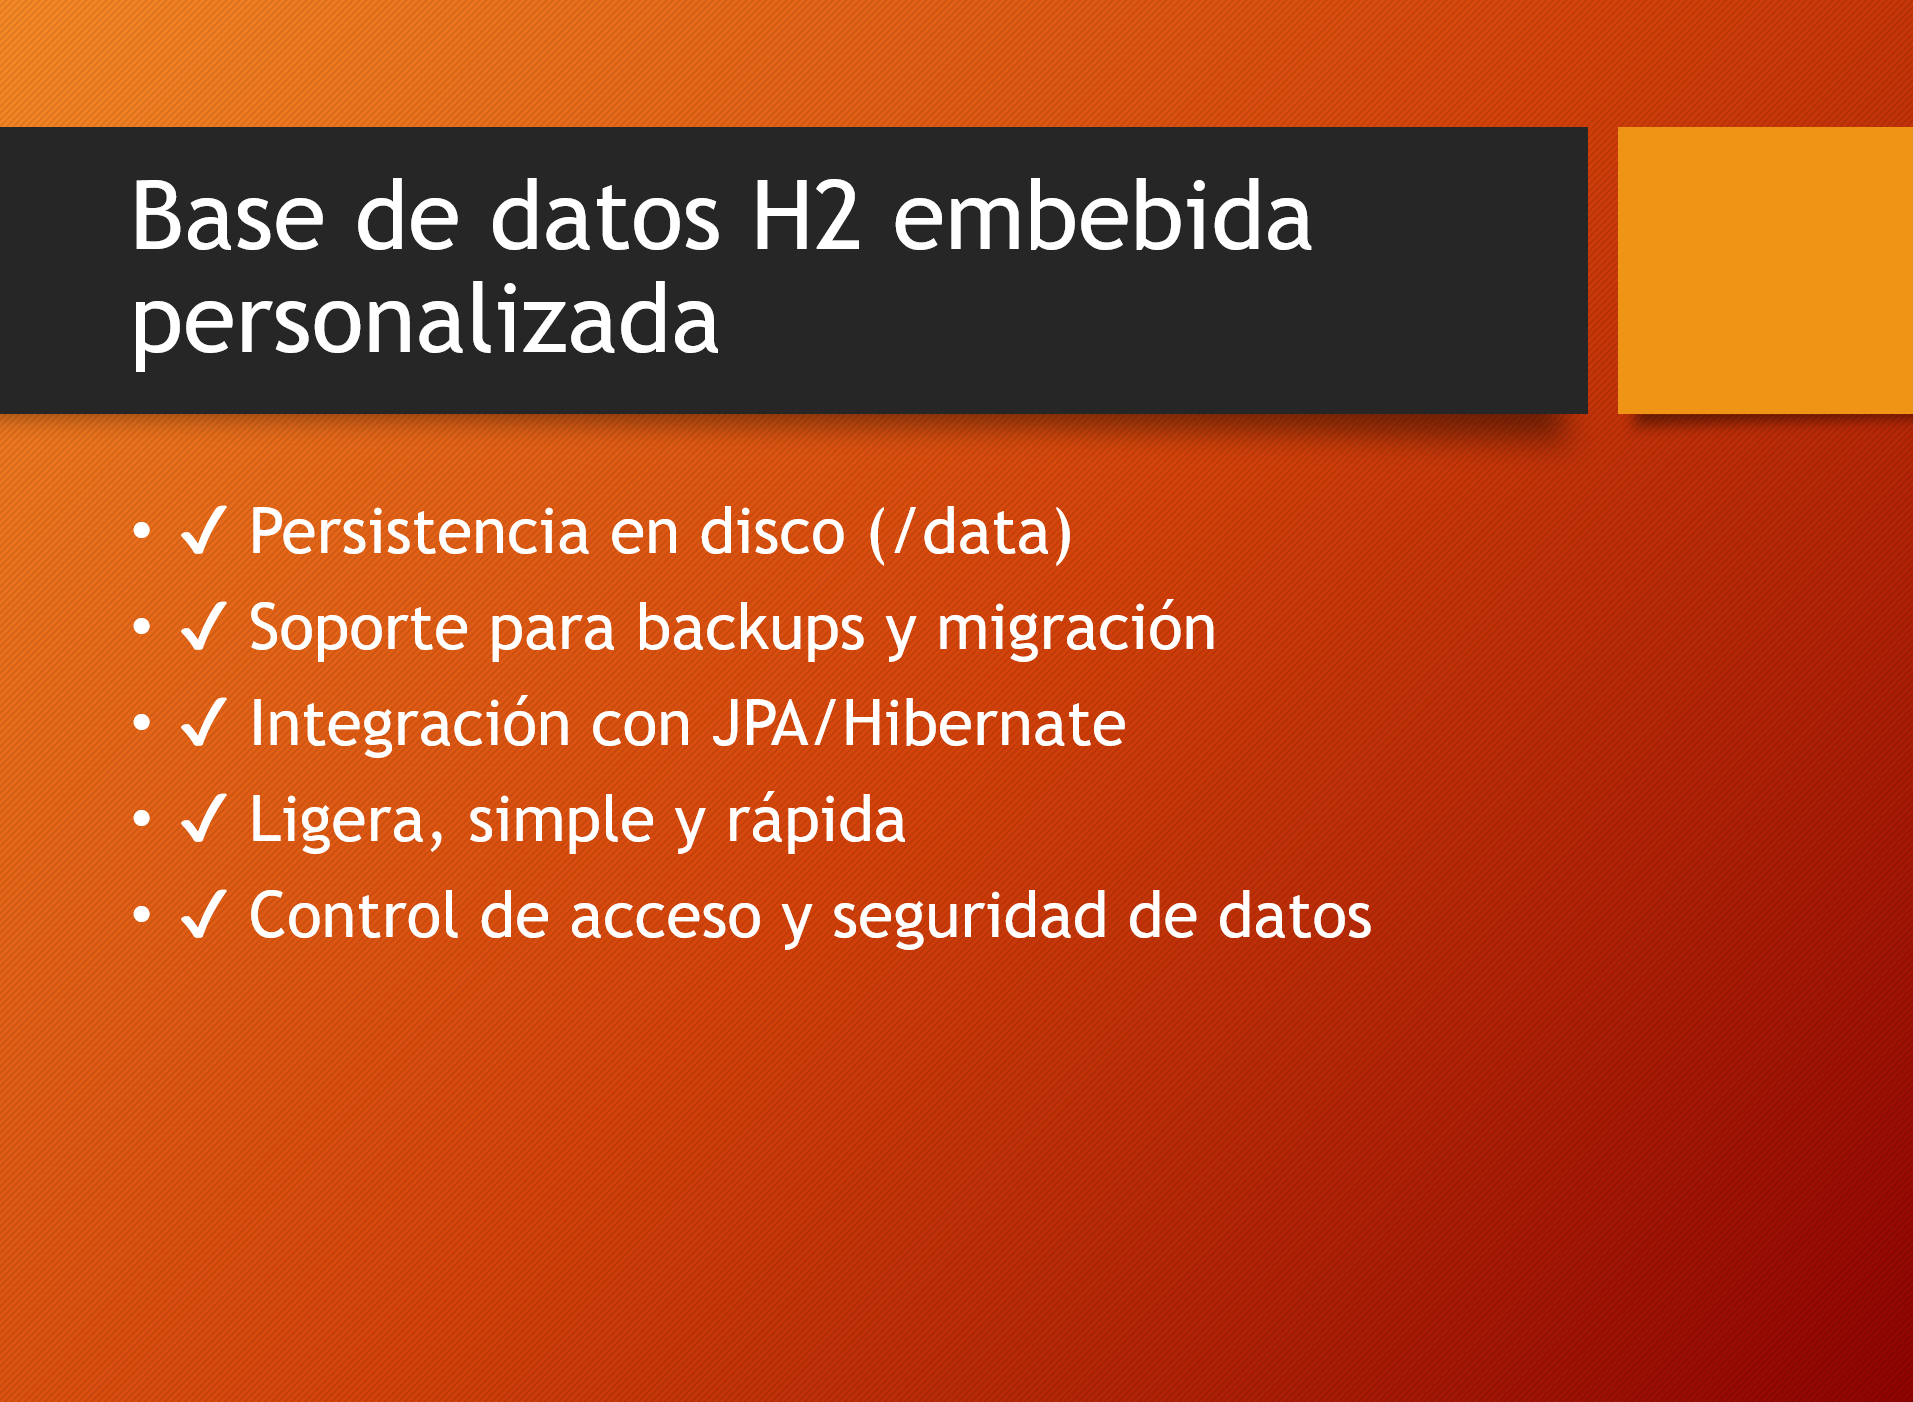 Base de datos H2 embebida
personalizada
• ✔ Persistencia en disco (/data)
• ✔ Soporte para backups y migración
• ✔ Integración con JPA/Hibernate
• ✔ Ligera, simple y rápida
• ✔ Control de acceso y seguridad de datos